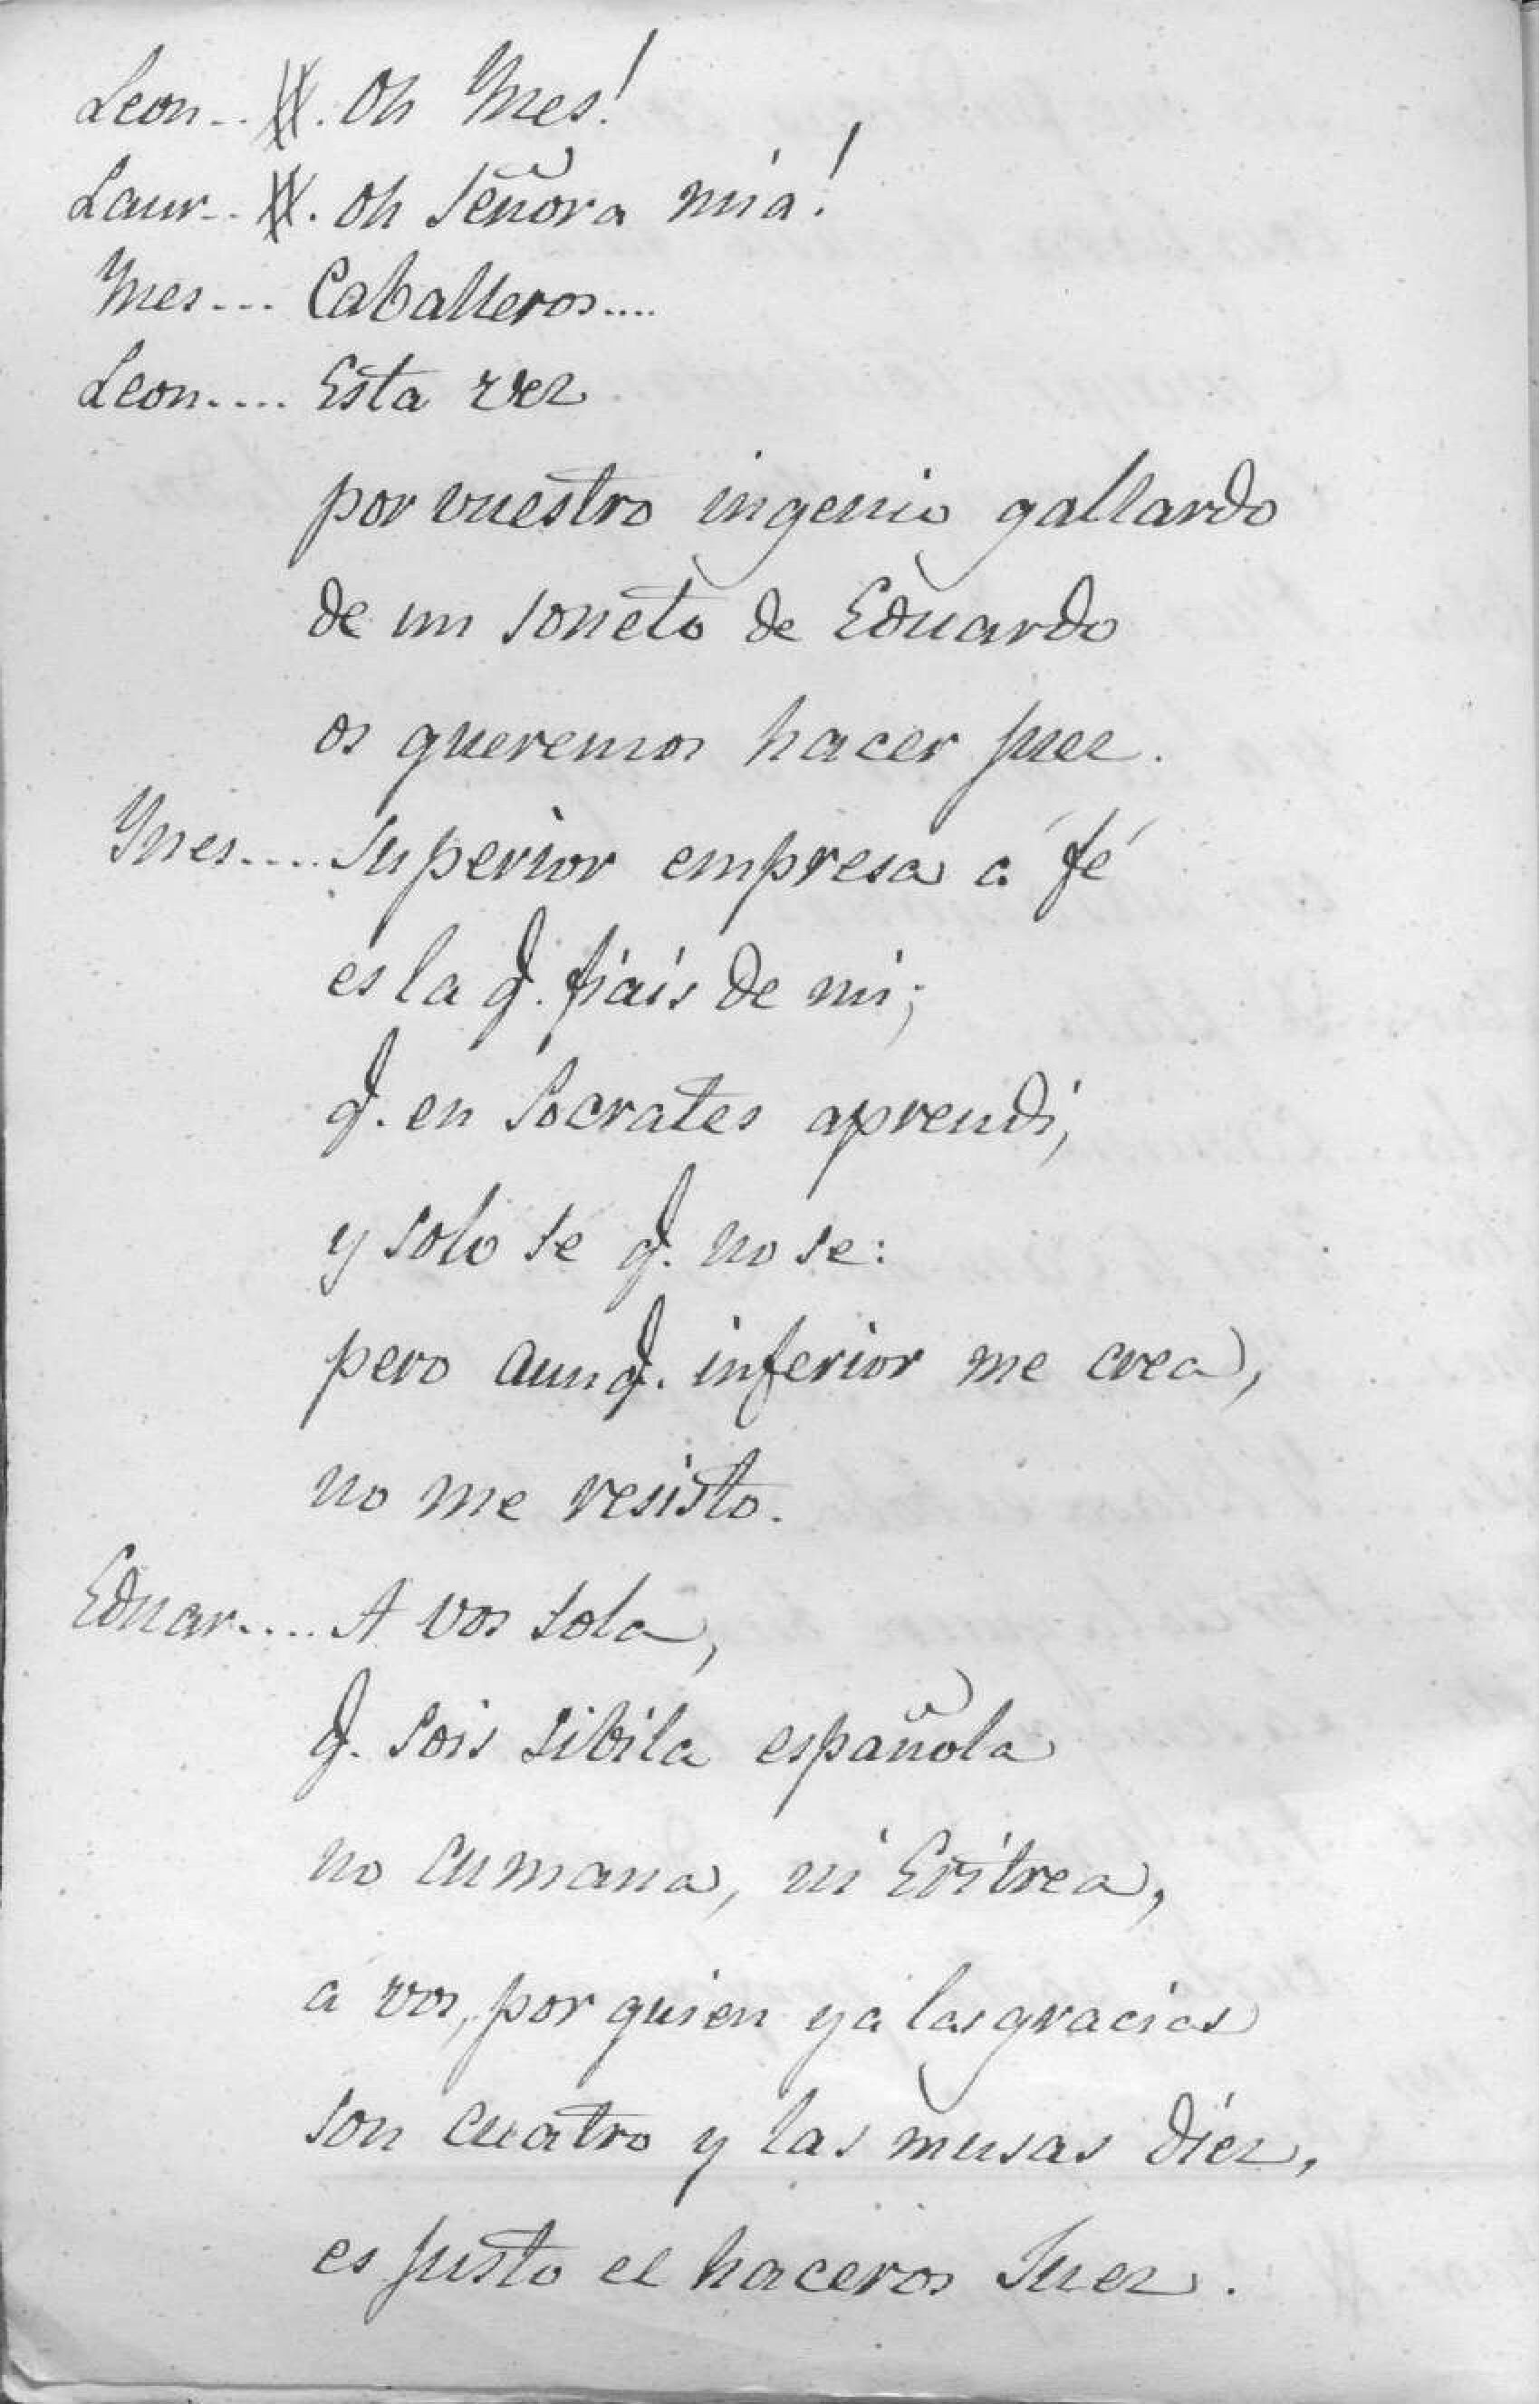 Leon.. Oh Ynes!
Laur.. Oh Señora mia!
Ynes... Caballeros....
Leon.... Esta vez
por vuestro ingenio gallardo
de un soneto de Eduardo
os queremos hacer juez.
Ynes.... Superior empresa á fé
es la q. fiais de mi;
q. en Socrates aprendi,
y solo se q. no se:
pero aunq. inferior me crea,
no me resisto.
Eduar.... A vos sola,
q. sois sibila española
no cumana, ni Eritrea,
á vos, por quien ya las gracias
son cuatro y las musas diez,
es justo el haceros Juez.